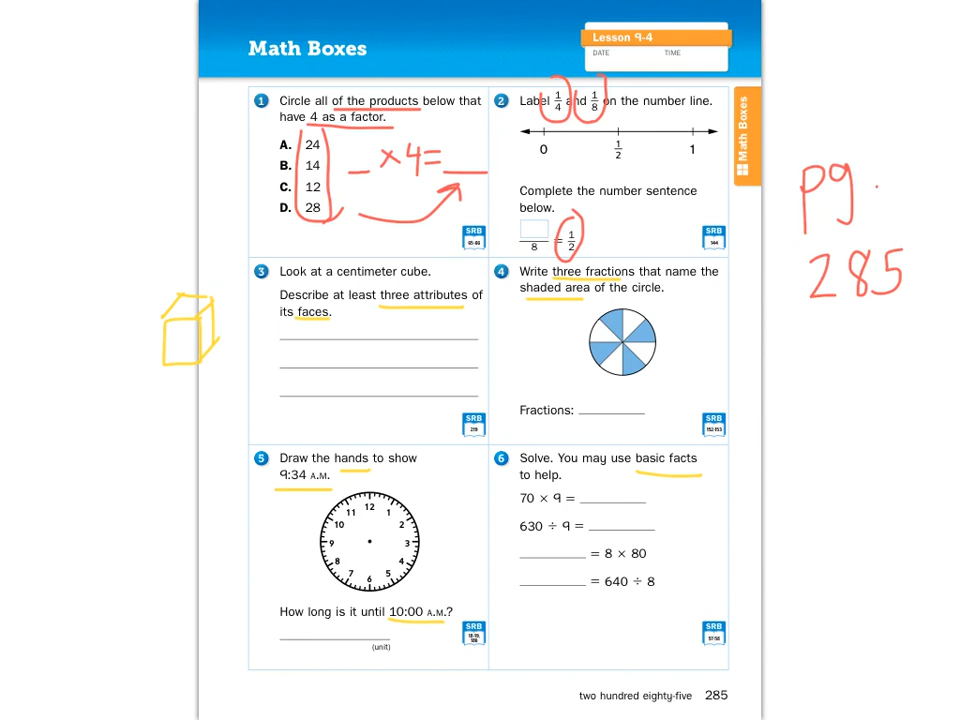 Math Boxes
Lesson 9-4
DATE TIME
Math Boxes
1 Circle all of the products below that
have 4 as a factor.
A. 24
B. 14
C. 12
D. 28
_ × 4 = _
SRB
2 Label 1/4 and 1/8 on the number line.
0 1/2 1
Complete the number sentence
below.
/8 = 1/2
SRB
144
pg.
285
3 Look at a centimeter cube.
Describe at least three attributes of
its faces.
SRB
219
4 Write three fractions that name the
shaded area of the circle.
Fractions:
SRB
152-153
5 Draw the hands to show
9:34 A.M.
12
11 1
10 2
9 3
8 4
7 5
6
How long is it until 10:00 A.M.?
(unit)
SRB
6 Solve. You may use basic facts
to help.
70 × 9 =
630 ÷ 9 =
= 8 × 80
= 640 ÷ 8
SRB
57-58
two hundred eighty-five 285